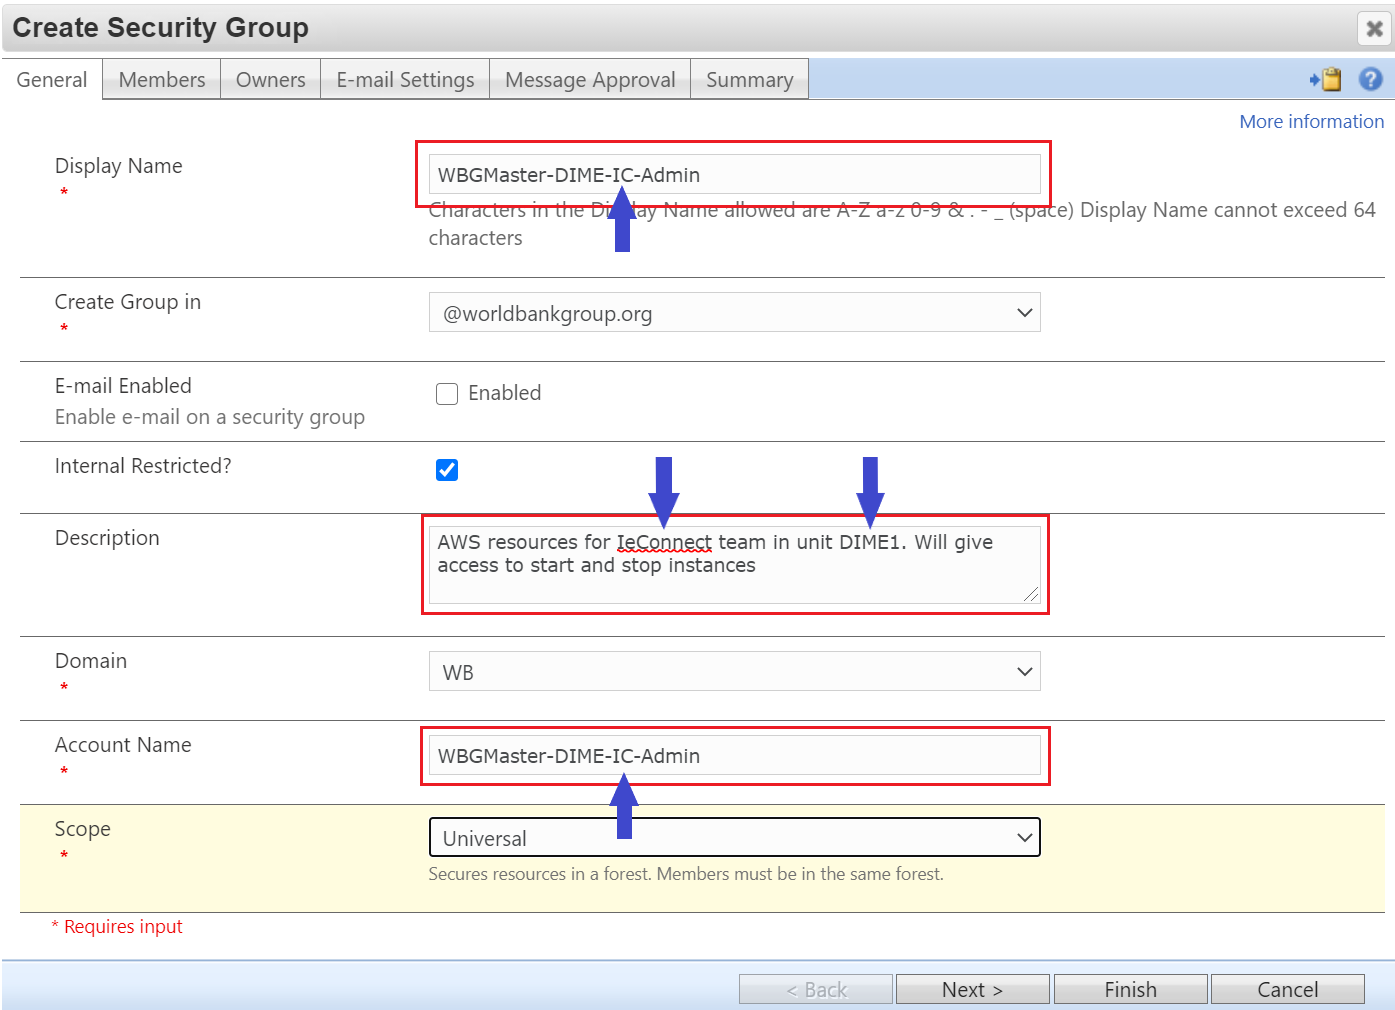 Create Security Group
General
Members
Owners
E-mail Settings
Message Approval
Summary
More information
Display Name
*
WBGMaster-DIME-IC-Admin
Characters in the Display Name allowed are A-Z a-z 0-9 & . - _ (space) Display Name cannot exceed 64
characters
Create Group in
*
@worldbankgroup.org
E-mail Enabled
Enable e-mail on a security group
Enabled
Internal Restricted?
Description
AWS resources for IeConnect team in unit DIME1. Will give
access to start and stop instances
Domain
*
WB
Account Name
*
WBGMaster-DIME-IC-Admin
Scope
*
Universal
Secures resources in a forest. Members must be in the same forest.
* Requires input
< Back
Next >
Finish
Cancel